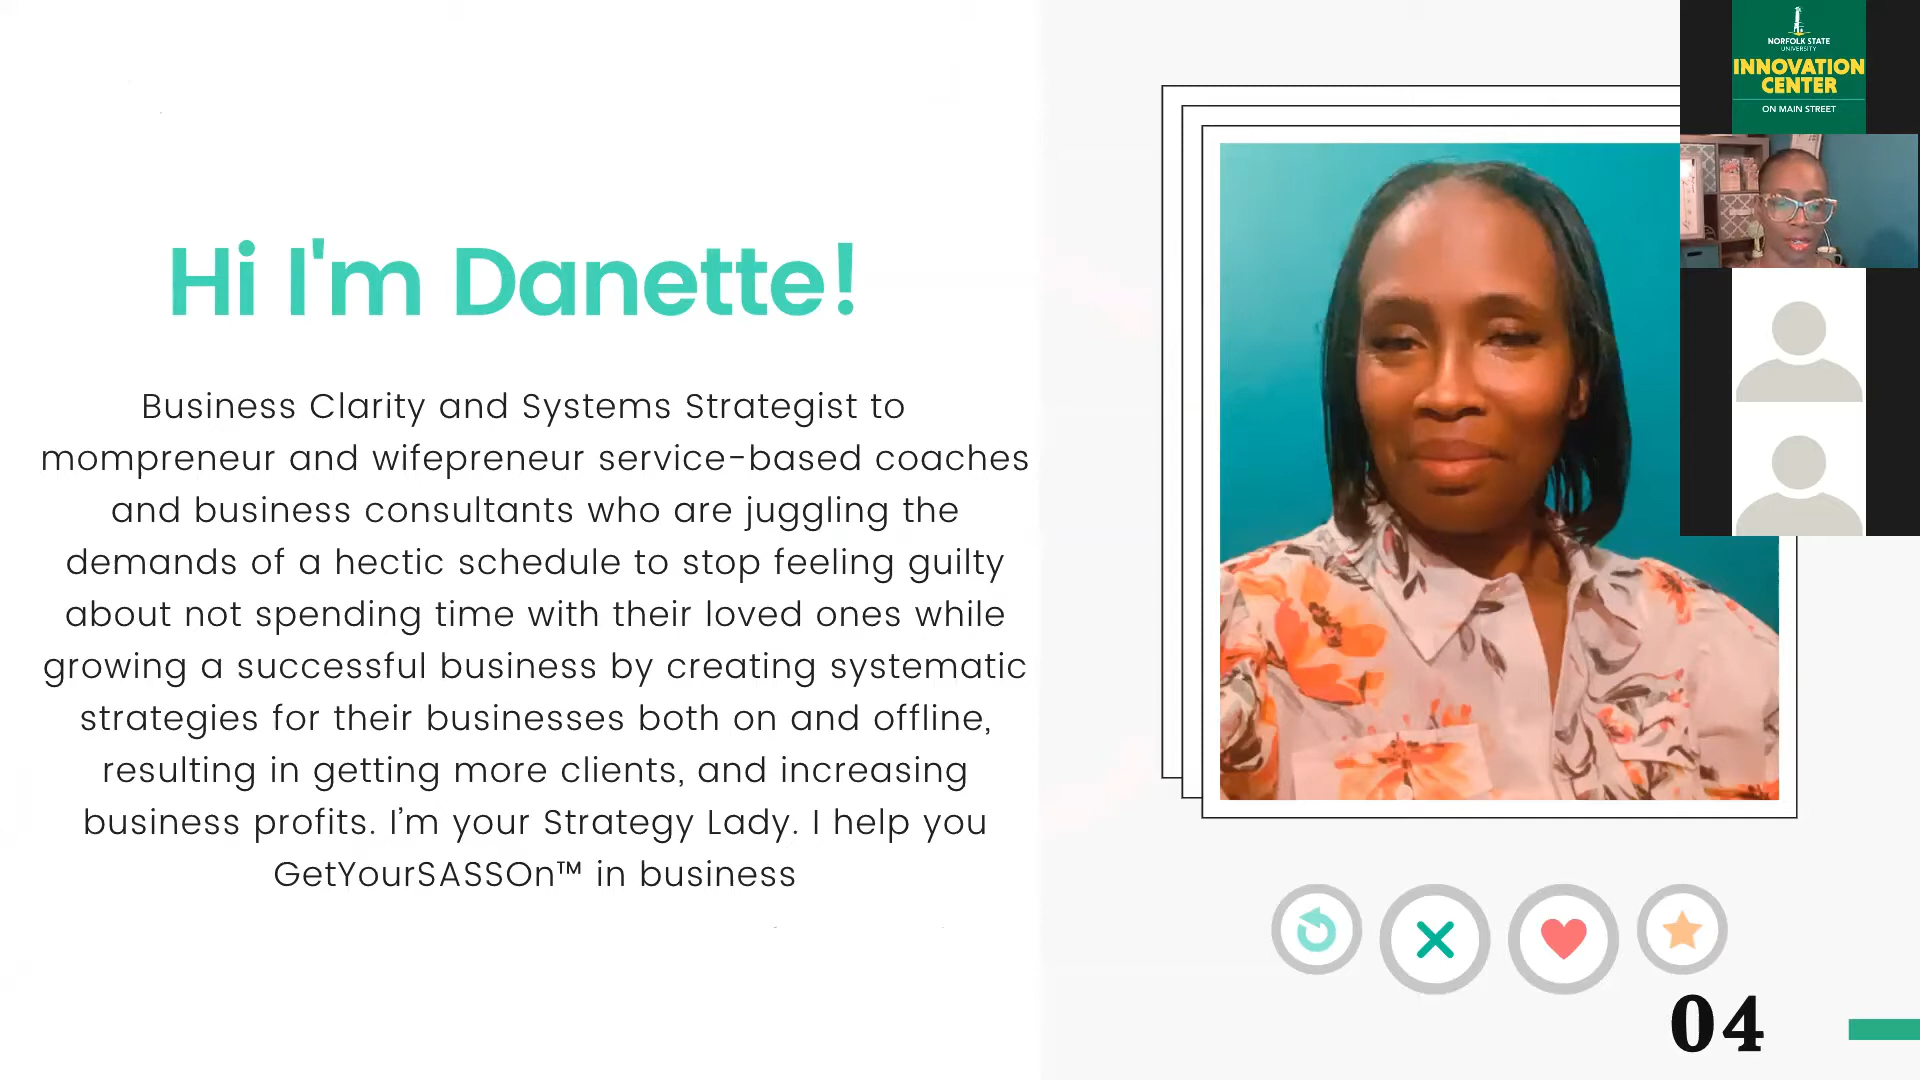 Hi I'm Danette!
Business Clarity and Systems Strategist to
mompreneur and wifepreneur service-based coaches
and business consultants who are juggling the
demands of a hectic schedule to stop feeling guilty
about not spending time with their loved ones while
growing a successful business by creating systematic
strategies for their businesses both on and offline,
resulting in getting more clients, and increasing
business profits. I’m your Strategy Lady. I help you
GetYourSASSOn™ in business
NORFOLK STATE
UNIVERSITY
INNOVATION
CENTER
ON MAIN STREET
04